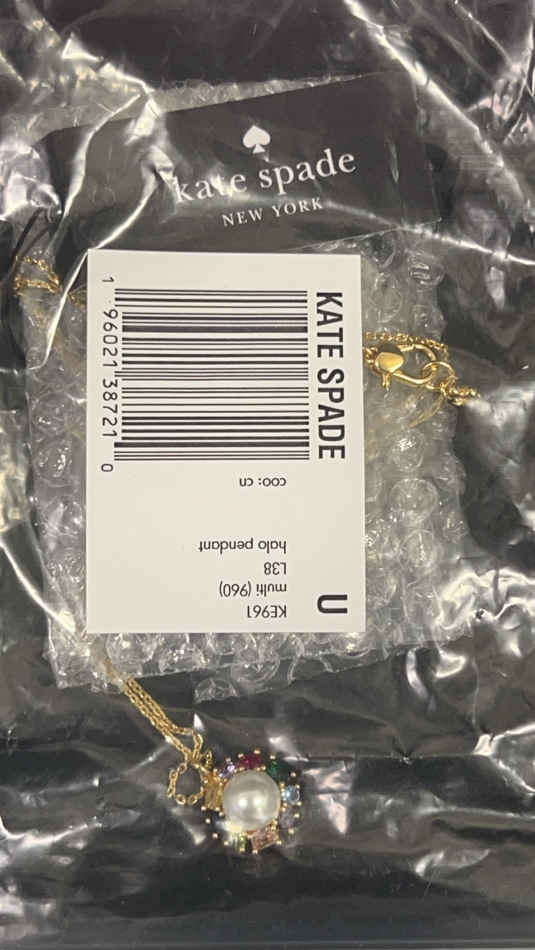 kate spade
NEW YORK
KATE SPADE
U
1 96021 38721 0
coo: cn
halo pendant
L38
multi (960)
KE961